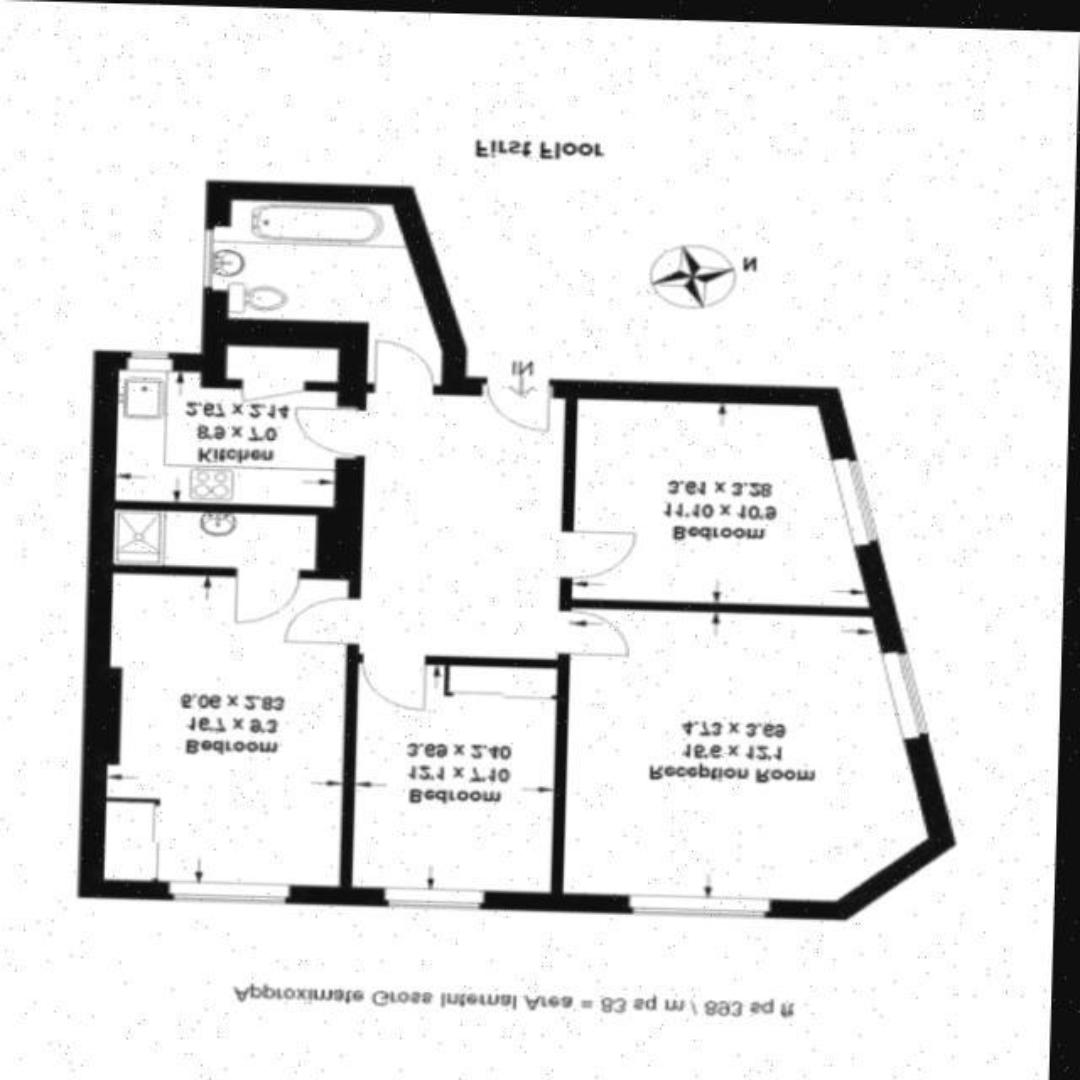 Approximate Gross Internal Area = 83 sq m / 893 sq ft
Bedroom
16'7 x 9'3
5.06 x 2.83
Bedroom
12'1 x 7'10
3.69 x 2.40
Reception Room
15'6 x 12'1
4.73 x 3.69
Bedroom
11'10 x 10'9
3.61 x 3.28
Kitchen
8'9 x 7'0
2.67 x 2.14
IN
N
First Floor